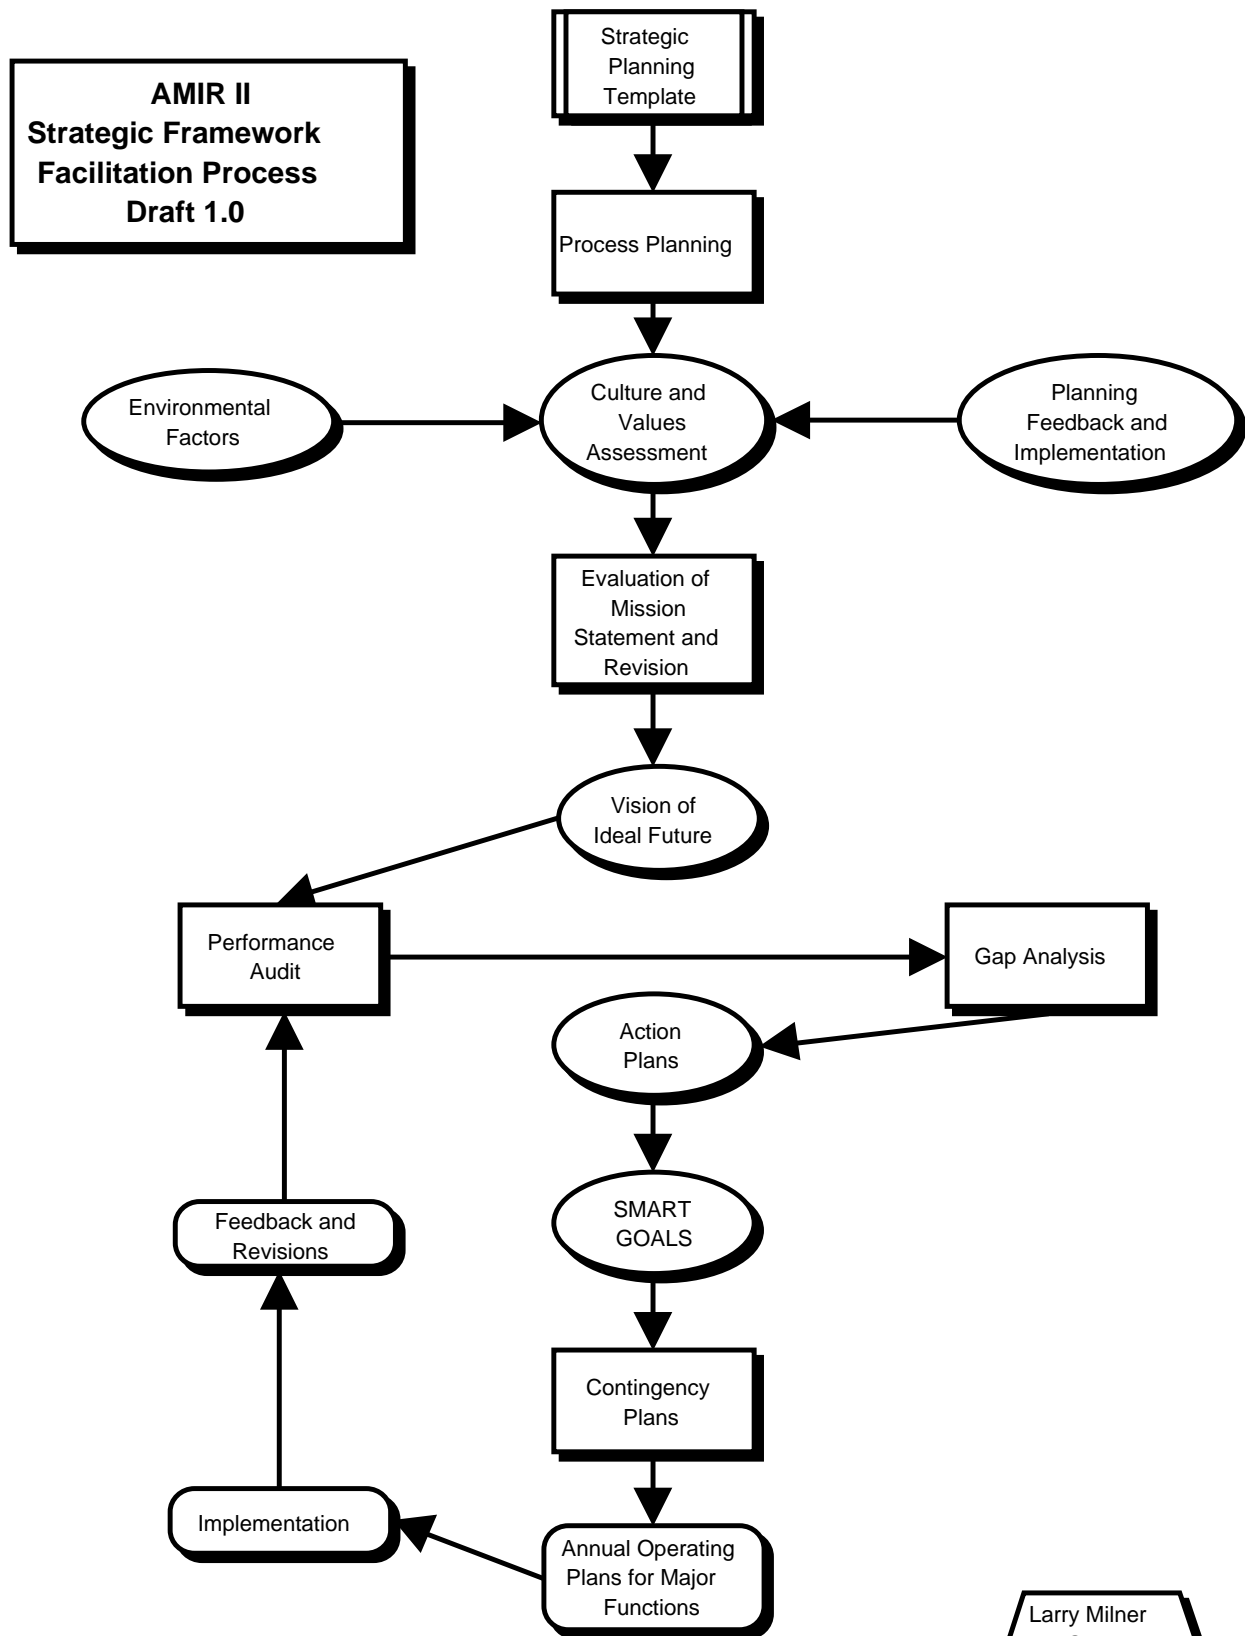 Strategic
Planning
Template
AMIR II
Strategic Framework
Facilitation Process
Draft 1.0
Process Planning
Environmental
Factors
Culture and
Values
Assessment
Planning
Feedback and
Implementation
Evaluation of
Mission
Statement and
Revision
Vision of
Ideal Future
Performance
Audit
Gap Analysis
Action
Plans
SMART
GOALS
Feedback and
Revisions
Contingency
Plans
Implementation
Annual Operating
Plans for Major
Functions
Larry Milner